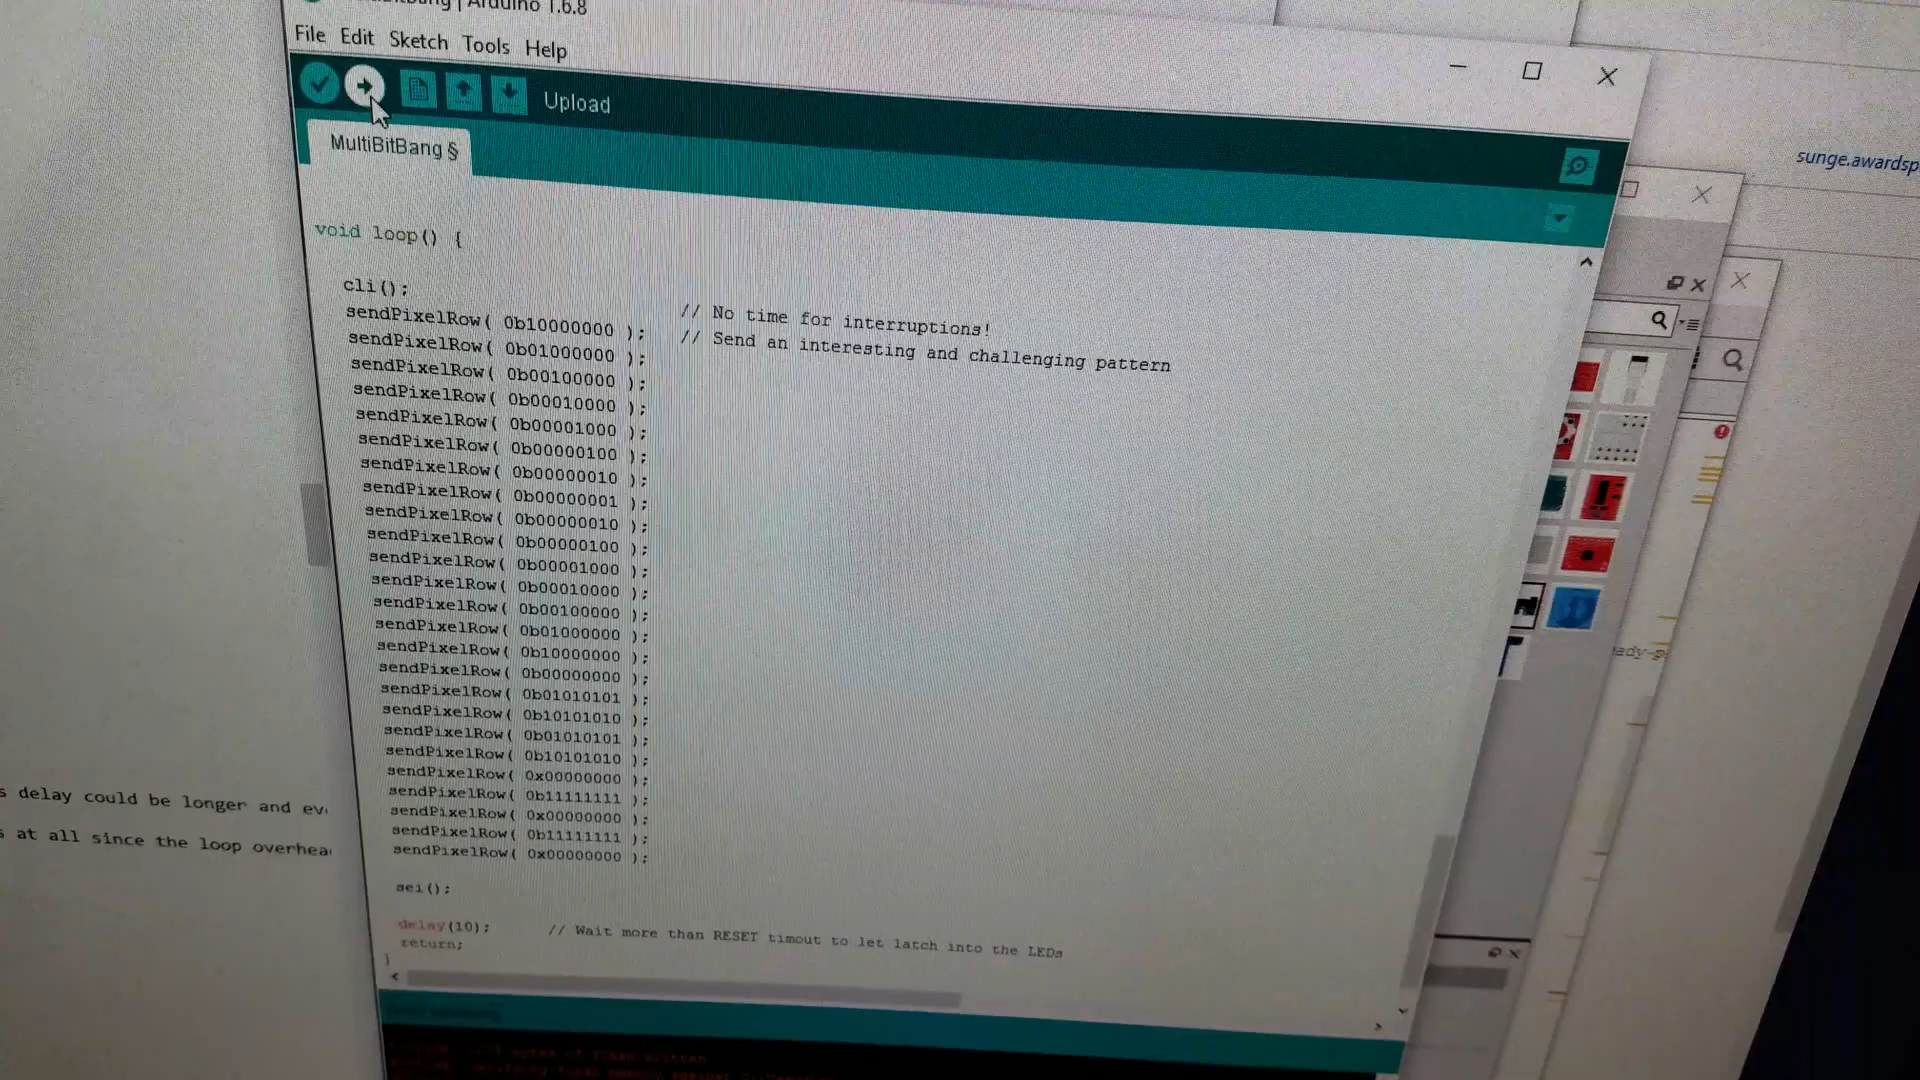 MultiBitBang | Arduino 1.6.8
File Edit Sketch Tools Help
Upload
MultiBitBang §
sunge.awardsp
void loop() {
cli();
// No time for interruptions!
sendPixelRow( 0b10000000 );
// Send an interesting and challenging pattern
sendPixelRow( 0b01000000 );
sendPixelRow( 0b00100000 );
sendPixelRow( 0b00010000 );
sendPixelRow( 0b00001000 );
sendPixelRow( 0b00000100 );
sendPixelRow( 0b00000010 );
sendPixelRow( 0b00000001 );
sendPixelRow( 0b00000010 );
sendPixelRow( 0b00000100 );
sendPixelRow( 0b00001000 );
sendPixelRow( 0b00010000 );
sendPixelRow( 0b00100000 );
sendPixelRow( 0b01000000 );
sendPixelRow( 0b10000000 );
sendPixelRow( 0b00000000 );
sendPixelRow( 0b01010101 );
sendPixelRow( 0b10101010 );
sendPixelRow( 0b01010101 );
sendPixelRow( 0b10101010 );
sendPixelRow( 0x00000000 );
sendPixelRow( 0b11111111 );
sendPixelRow( 0x00000000 );
sendPixelRow( 0b11111111 );
sendPixelRow( 0x00000000 );
s delay could be longer and eve
s at all since the loop overhea
sei();
delay(10); // Wait more than RESET timout to let latch into the LEDs
return;
}
ady-p